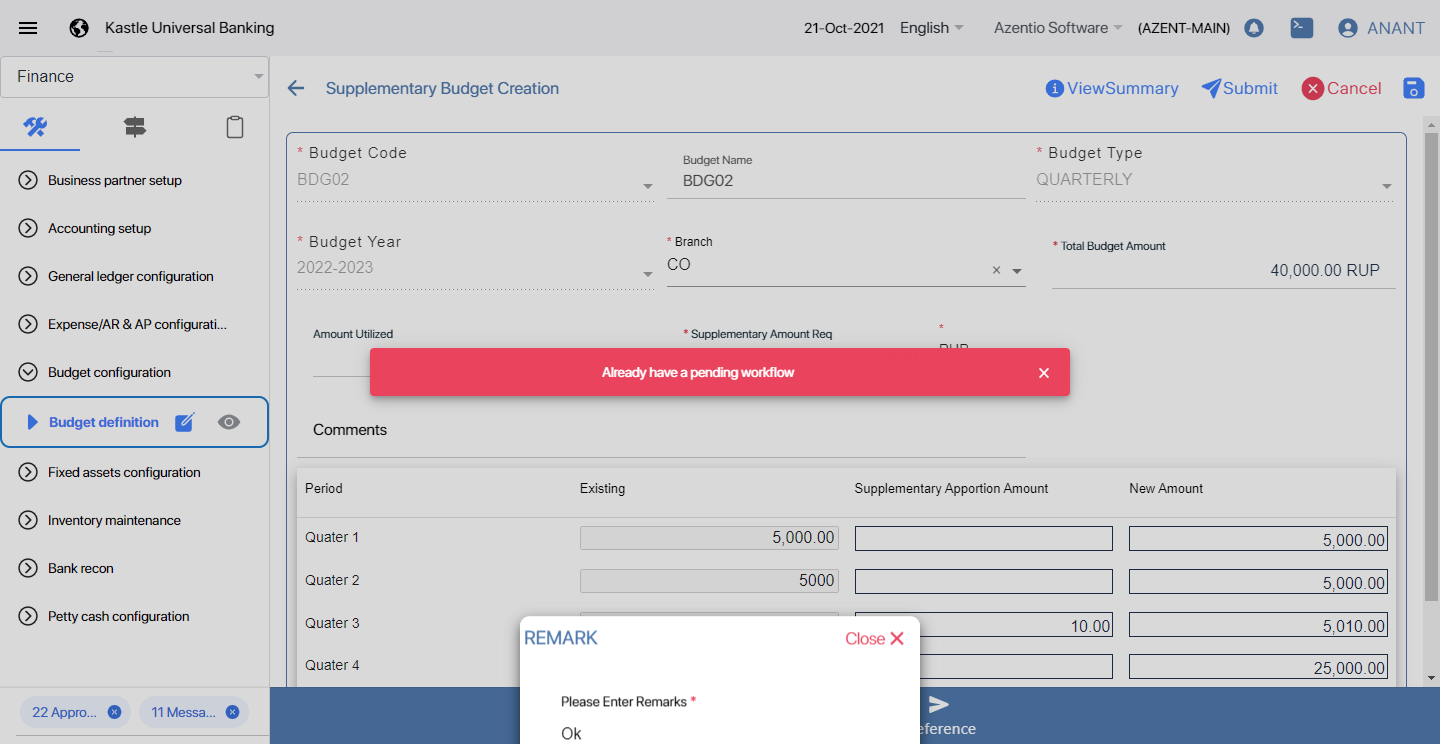 Kastle Universal Banking
21-Oct-2021
English
Azentio Software
(AZENT-MAIN)
ANANT
Finance
Supplementary Budget Creation
ViewSummary
Submit
Cancel
Business partner setup
Accounting setup
General ledger configuration
Expense/AR & AP configurati...
Budget configuration
Budget definition
Fixed assets configuration
Inventory maintenance
Bank recon
Petty cash configuration
22 Appro...
11 Messa...
* Budget Code
BDG02
Budget Name
BDG02
* Budget Type
QUARTERLY
* Budget Year
2022-2023
* Branch
CO
* Total Budget Amount
40,000.00 RUP
Amount Utilized
* Supplementary Amount Req
*
RUP
Already have a pending workflow
Comments
Period Existing Supplementary Apportion Amount New Amount
Quater 1 5,000.00 5,000.00
Quater 2 5000 5,000.00
Quater 3 10.00 5,010.00
Quater 4 25,000.00
REMARK
Close
Please Enter Remarks *
Ok
eference